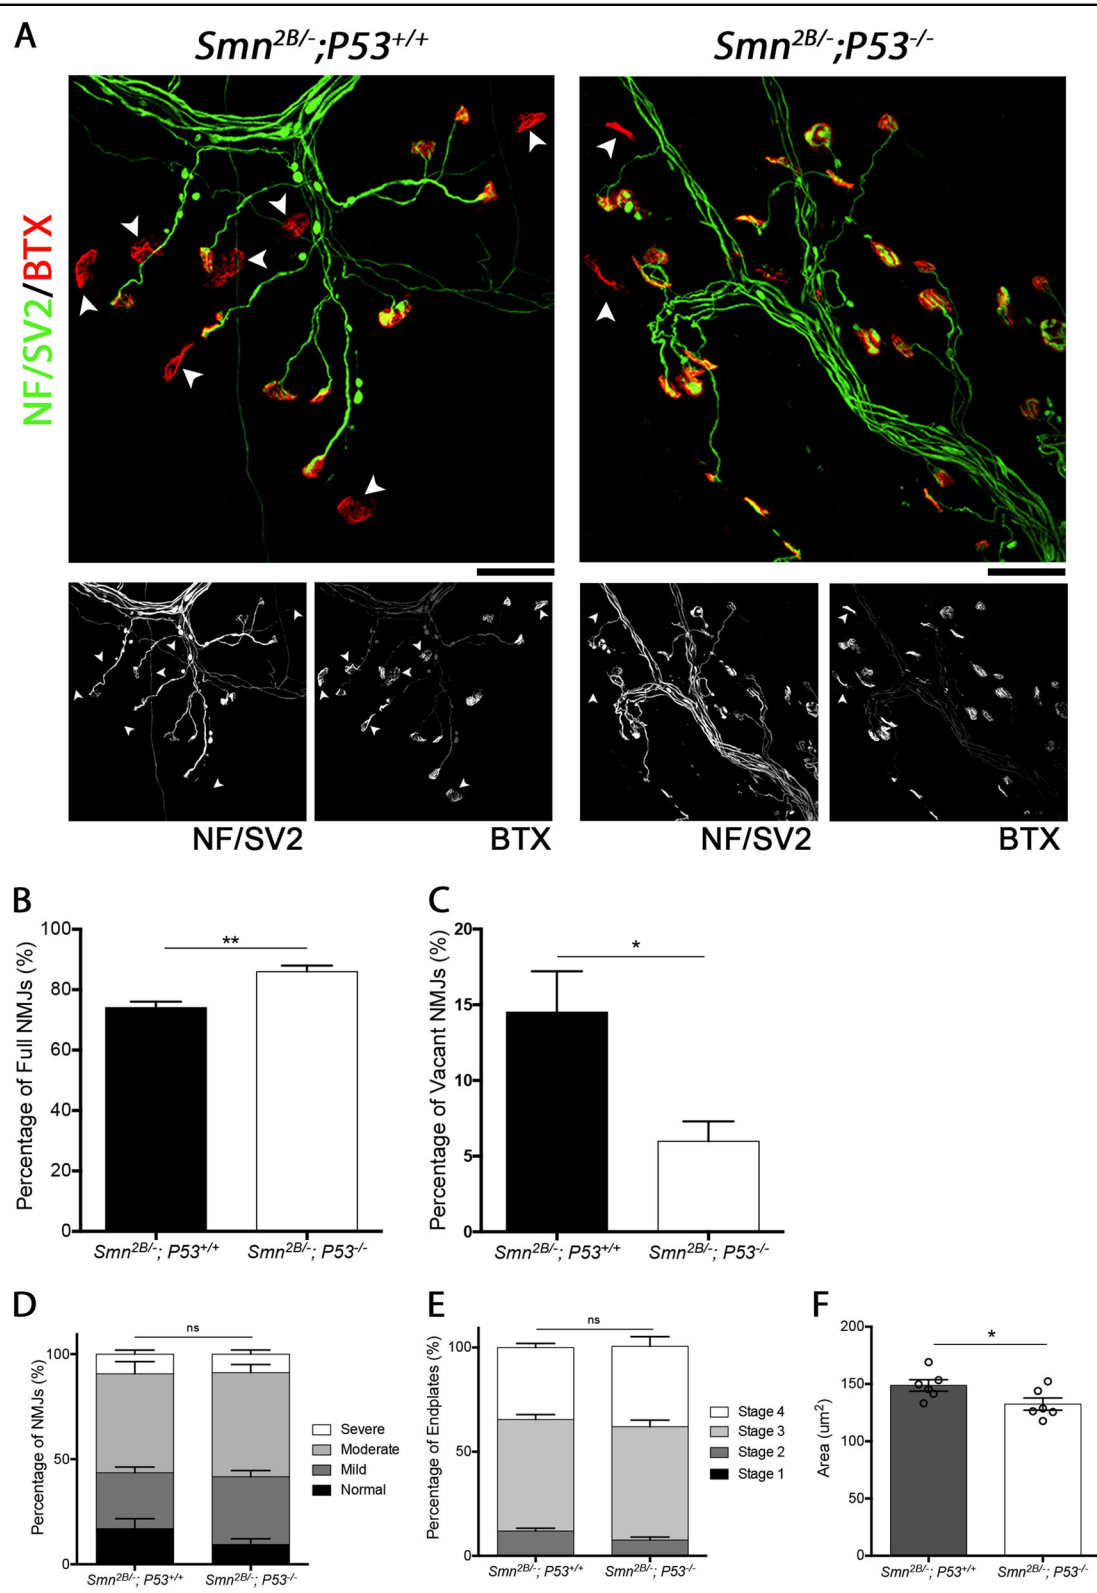 A
Smn2B/-;P53+/+
Smn2B/-;P53-/-
NF/SV2/BTX
NF/SV2
BTX
NF/SV2
BTX
B
Percentage of Full NMJs (%)
100
80
60
40
20
0
**
Smn2B/-; P53+/+
Smn2B/-; P53-/-
C
Percentage of Vacant NMJs (%)
20
15
10
5
0
*
Smn2B/-; P53+/+
Smn2B/-; P53-/-
D
Percentage of NMJs (%)
100
50
0
ns
Severe
Moderate
Mild
Normal
Smn2B/-; P53+/+
Smn2B/-; P53-/-
E
Percentage of Endplates (%)
100
50
0
ns
Stage 4
Stage 3
Stage 2
Stage 1
Smn2B/-; P53+/+
Smn2B/-; P53-/-
F
Area (um2)
200
150
100
50
0
*
Smn2B/-; P53+/+
Smn2B/-; P53-/-